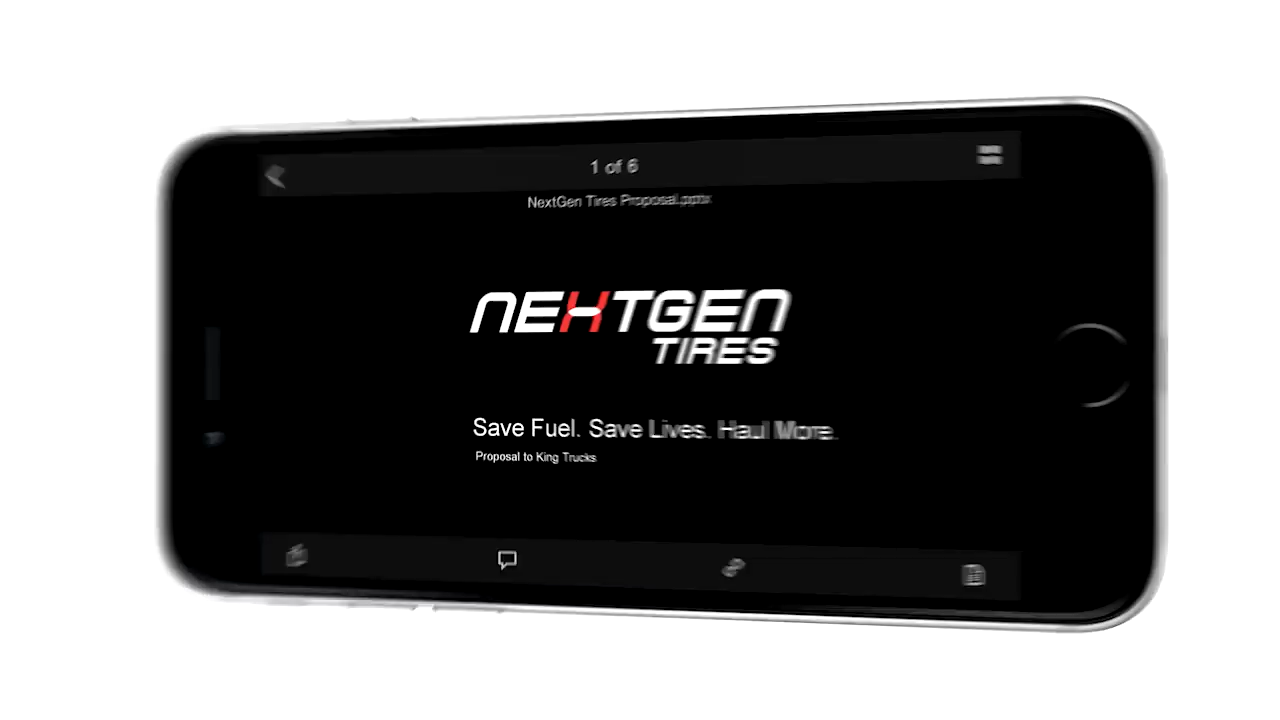 1 of 6
NextGen Tires Proposal.pptx
NEXTGEN
TIRES
Save Fuel. Save Lives. Haul More.
Proposal to King Trucks